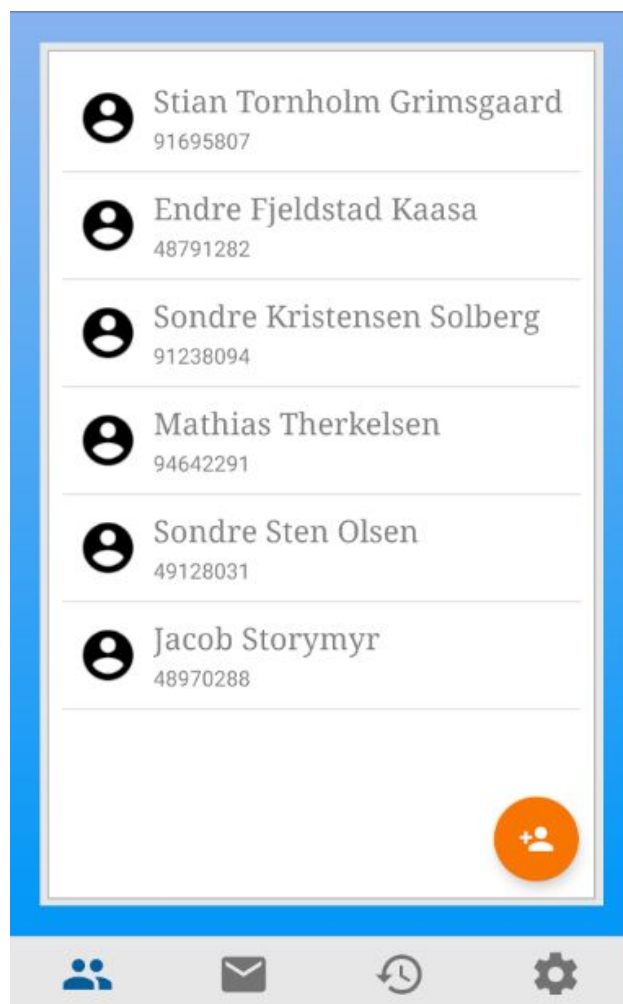 Stian Tornholm Grimsgaard
91695807
Endre Fjeldstad Kaasa
48791282
Sondre Kristensen Solberg
91238094
Mathias Therkelsen
94642291
Sondre Sten Olsen
49128031
Jacob Storymyr
48970288